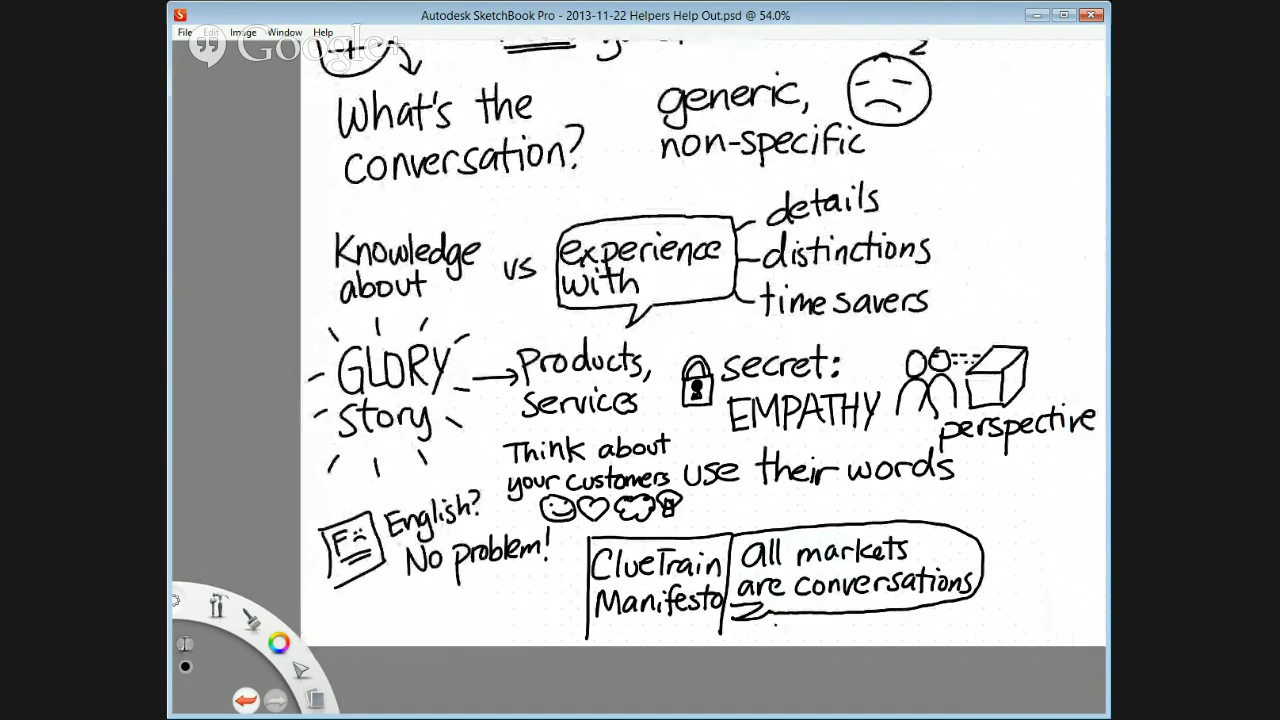 Autodesk SketchBook Pro - 2013-11-22 Helpers Help Out.psd @ 54.0%
File Edit Image Window Help
Google+
What's the
conversation?
generic,
non-specific
Knowledge
about
vs
experience
with
details
distinctions
time savers
GLORY
story
Products,
services
secret:
EMPATHY
perspective
Think about
your customers
use their words
F
English?
No problem!
ClueTrain
Manifesto
all markets
are conversations